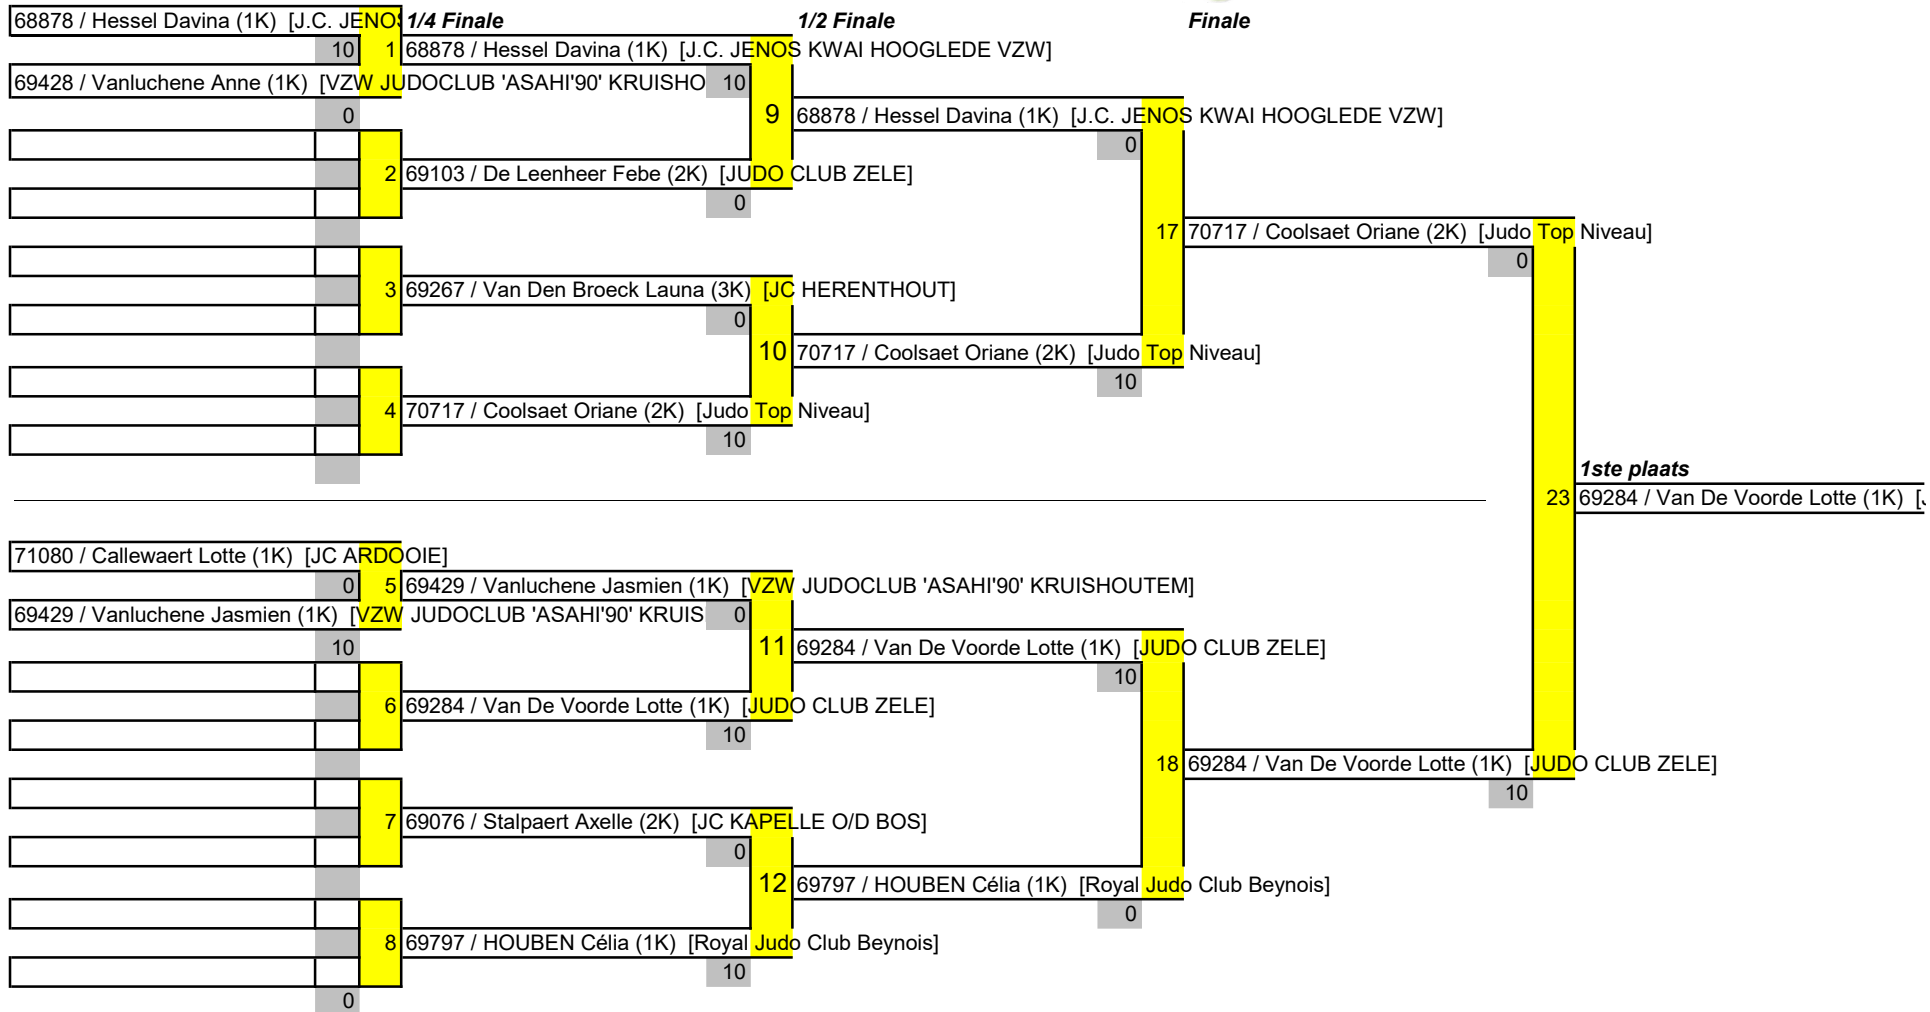 68878 / Hessel Davina (1K) [J.C. JENOS 1/4 Finale 1/2 Finale Finale
10 1 68878 / Hessel Davina (1K) [J.C. JENOS KWAI HOOGLEDE VZW]
69428 / Vanluchene Anne (1K) [VZW JUDOCLUB 'ASAHI'90' KRUISHO 10
0 9 68878 / Hessel Davina (1K) [J.C. JENOS KWAI HOOGLEDE VZW]
0
2 69103 / De Leenheer Febe (2K) [JUDO CLUB ZELE]
0
17 70717 / Coolsaet Oriane (2K) [Judo Top Niveau]
0
3 69267 / Van Den Broeck Launa (3K) [JC HERENTHOUT]
0
10 70717 / Coolsaet Oriane (2K) [Judo Top Niveau]
10
4 70717 / Coolsaet Oriane (2K) [Judo Top Niveau]
10
1ste plaats
23 69284 / Van De Voorde Lotte (1K) [
71080 / Callewaert Lotte (1K) [JC ARDOOIE]
0 5 69429 / Vanluchene Jasmien (1K) [VZW JUDOCLUB 'ASAHI'90' KRUISHOUTEM]
69429 / Vanluchene Jasmien (1K) [VZW JUDOCLUB 'ASAHI'90' KRUIS 0
10 11 69284 / Van De Voorde Lotte (1K) [JUDO CLUB ZELE]
10
6 69284 / Van De Voorde Lotte (1K) [JUDO CLUB ZELE]
10
18 69284 / Van De Voorde Lotte (1K) [JUDO CLUB ZELE]
10
7 69076 / Stalpaert Axelle (2K) [JC KAPELLE O/D BOS]
0
12 69797 / HOUBEN Célia (1K) [Royal Judo Club Beynois]
0
8 69797 / HOUBEN Célia (1K) [Royal Judo Club Beynois]
10
0